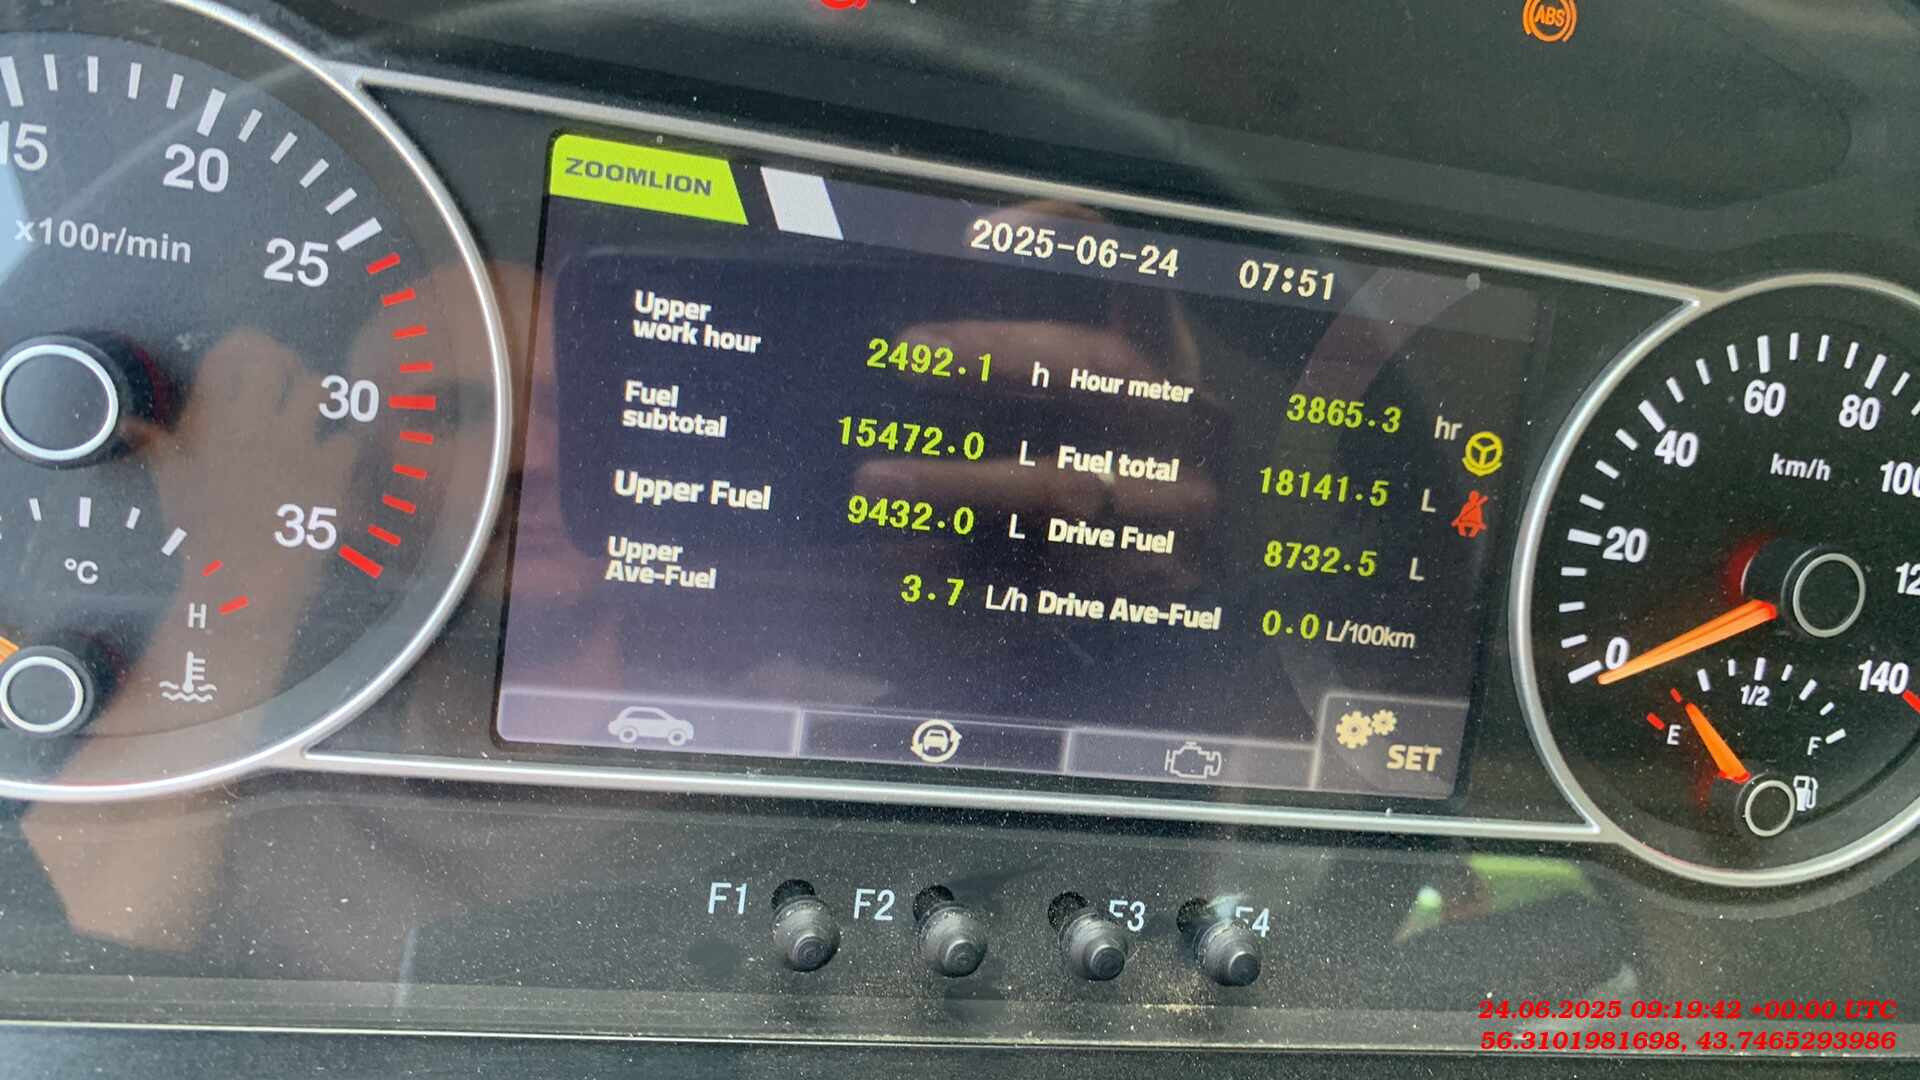 ABS
15
20
25
30
35
x100r/min
°C
H
ZOOMLION
2025-06-24 07:51
Upper
work hour 2492.1 h Hour meter 3865.3 hr
Fuel
subtotal 15472.0 L Fuel total 18141.5 L
Upper Fuel 9432.0 L Drive Fuel 8732.5 L
Upper
Ave-Fuel 3.7 L/h Drive Ave-Fuel 0.0 L/100km
SET
0
20
40
60
80
100
140
km/h
E
1/2
F
F1 F2 F3 F4
24.06.2025 09:19:42 +00:00 UTC
56.3101981698, 43.7465293986